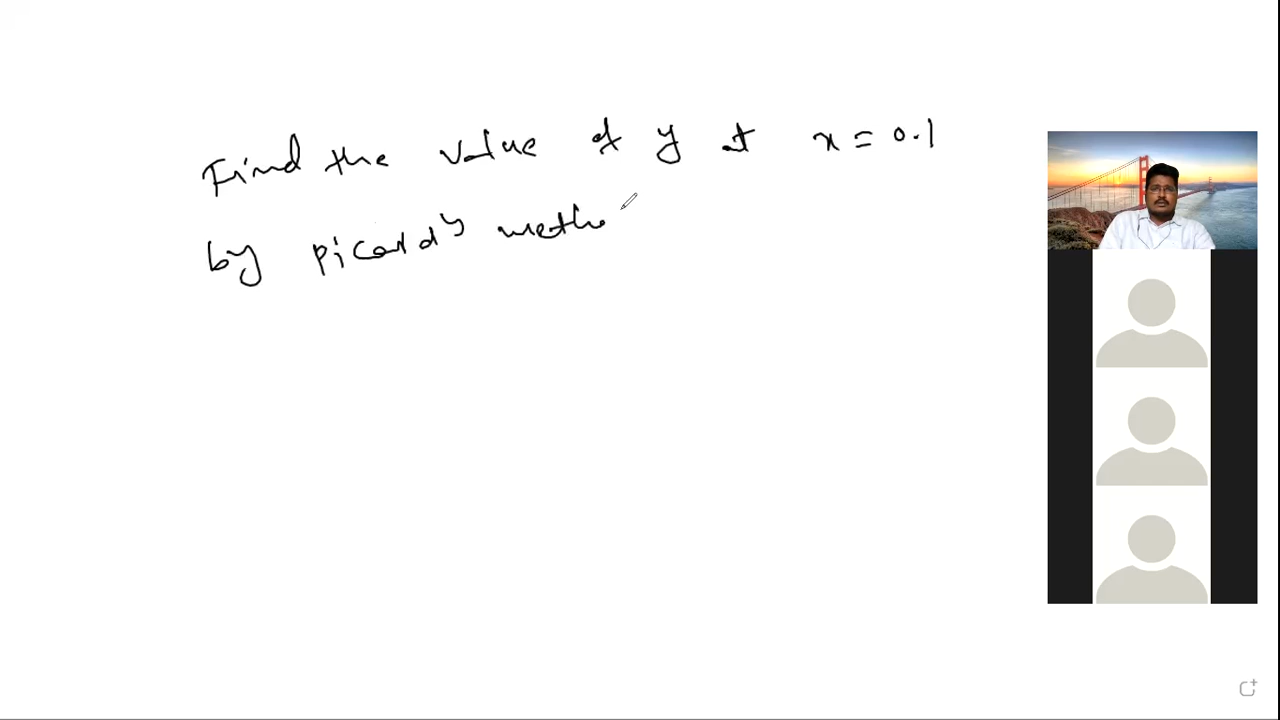 Find the value of y at x = 0.1
by picard's metho